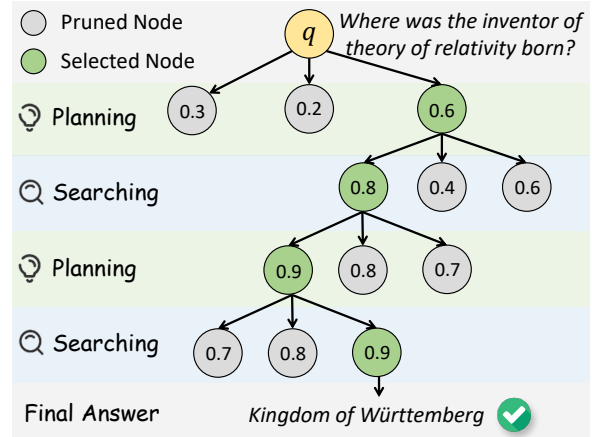 Pruned Node
Selected Node
q
Where was the inventor of
theory of relativity born?
Planning
0.3
0.2
0.6
Searching
0.8
0.4
0.6
Planning
0.9
0.8
0.7
Searching
0.7
0.8
0.9
Final Answer
Kingdom of Württemberg